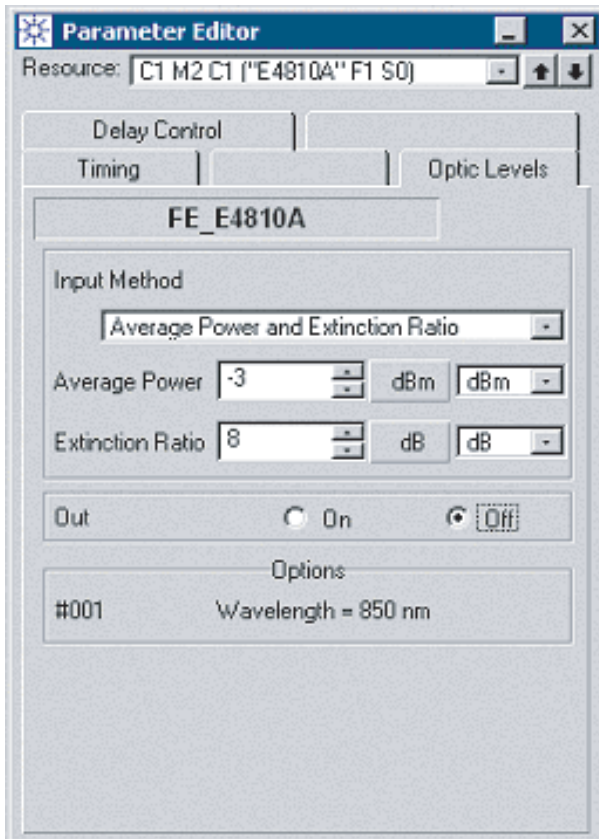 Parameter Editor
Resource: C1 M2 C1 ("E4810A" F1 S0)
Delay Control
Timing Optic Levels
FE_E4810A
Input Method
Average Power and Extinction Ratio
Average Power -3 dBm dBm
Extinction Ratio 8 dB dB
Out On Off
Options
#001 Wavelength = 850 nm